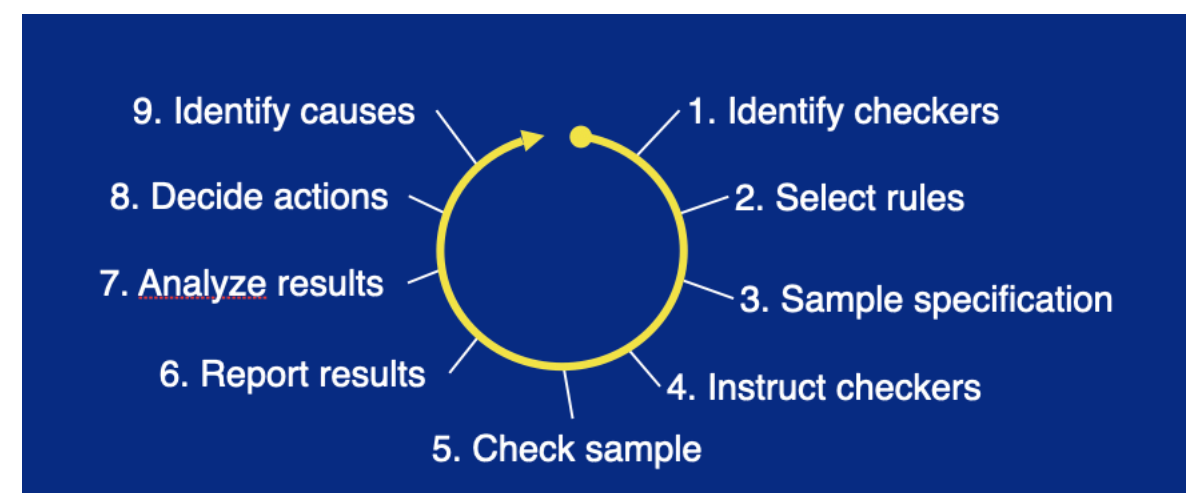 1. Identify checkers
2. Select rules
3. Sample specification
4. Instruct checkers
5. Check sample
6. Report results
7. Analyze results
8. Decide actions
9. Identify causes